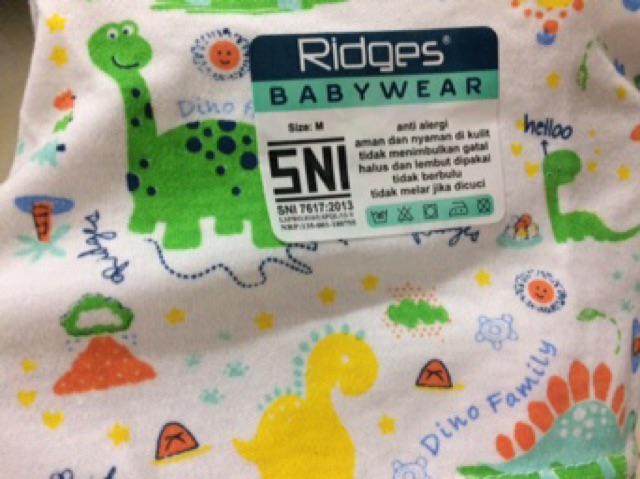 Ridges®
BABYWEAR
Size: M
SNI
SNI 7617:2013
anti alergi
aman dan nyaman di kulit
tidak menimbulkan gatal
halus dan lembut dipakai
tidak berbulu
tidak melar jika dicuci
Dino
helloo
Ridges
Dino Family